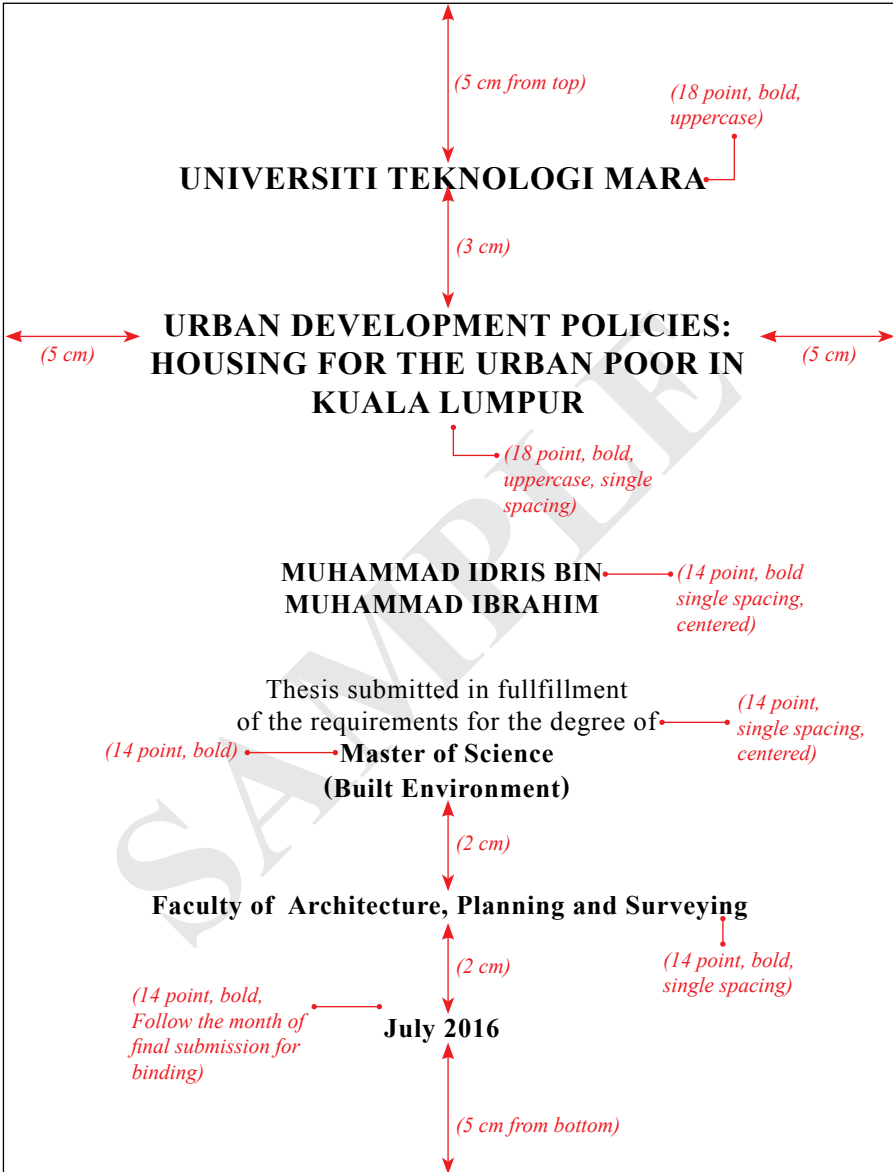 (5 cm from top)
(18 point, bold,
uppercase)
UNIVERSITI TEKNOLOGI MARA
(3 cm)
URBAN DEVELOPMENT POLICIES:
HOUSING FOR THE URBAN POOR IN
KUALA LUMPUR
(5 cm)
(5 cm)
(18 point, bold,
uppercase, single
spacing)
MUHAMMAD IDRIS BIN
MUHAMMAD IBRAHIM
(14 point, bold
single spacing,
centered)
Thesis submitted in fullfillment
of the requirements for the degree of
(14 point,
single spacing,
centered)
(14 point, bold)
Master of Science
(Built Environment)
(2 cm)
Faculty of Architecture, Planning and Surveying
(2 cm)
(14 point, bold,
single spacing)
(14 point, bold,
Follow the month of
final submission for
binding)
July 2016
(5 cm from bottom)
SAMPLE